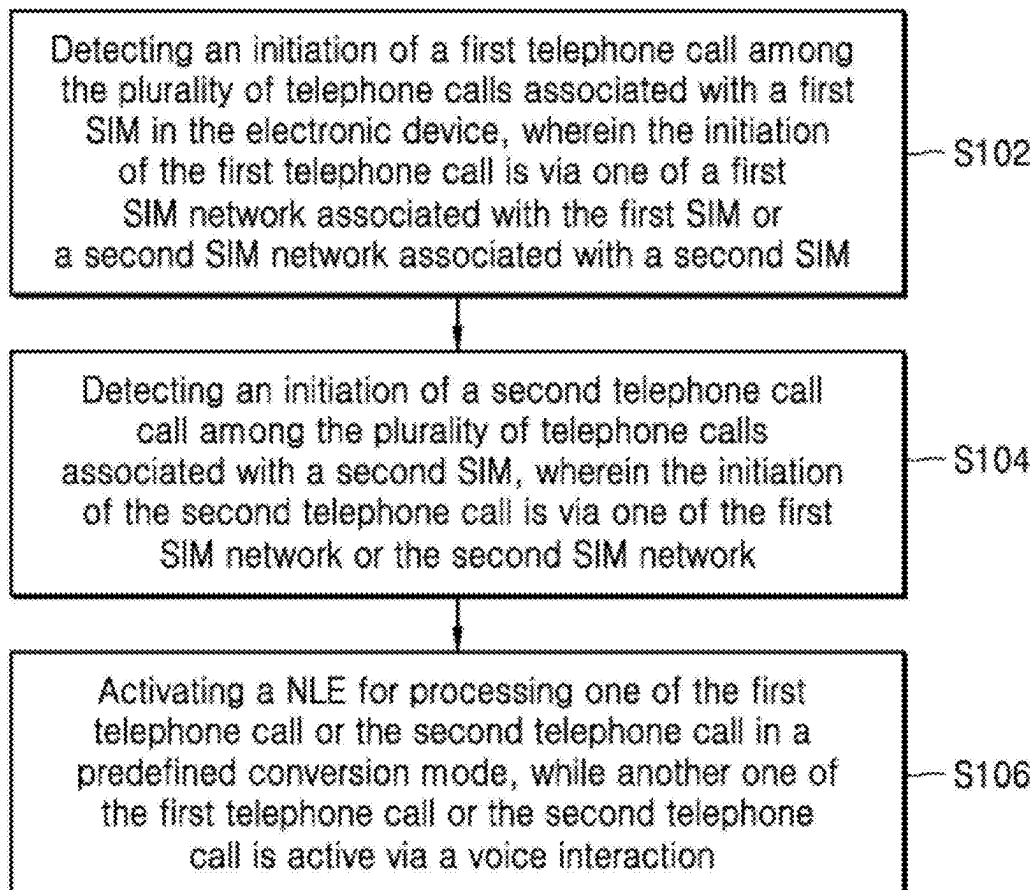 Detecting an initiation of a first telephone call among
the plurality of telephone calls associated with a first
SIM in the electronic device, wherein the initiation
of the first telephone call is via one of a first
SIM network associated with the first SIM or
a second SIM network associated with a second SIM
S102
Detecting an initiation of a second telephone call
call among the plurality of telephone calls
associated with a second SIM, wherein the initiation
of the second telephone call is via one of the first
SIM network or the second SIM network
S104
Activating a NLE for processing one of the first
telephone call or the second telephone call in a
predefined conversion mode, while another one of
the first telephone call or the second telephone
call is active via a voice interaction
S106